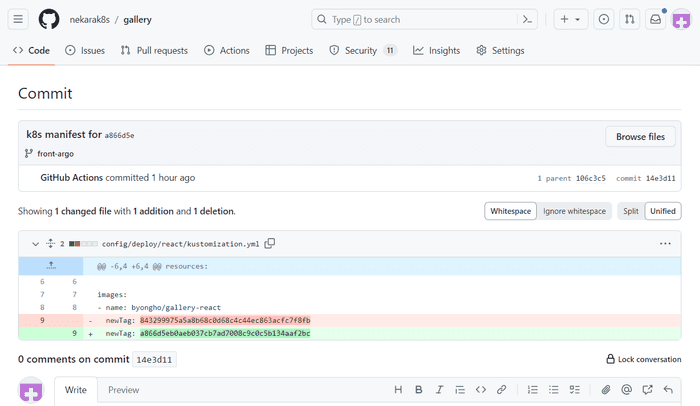 nekarak8s / gallery
Type / to search
Code
Issues
Pull requests
Actions
Projects
Security 11
Insights
Settings
Commit
k8s manifest for a866d5e
Browse files
front-argo
GitHub Actions committed 1 hour ago
1 parent 106c3c5 commit 14e3d11
Showing 1 changed file with 1 addition and 1 deletion.
Whitespace Ignore whitespace Split Unified
2 config/deploy/react/kustomization.yml
@@ -6,4 +6,4 @@ resources:
6 6
7 7 images:
8 8 - name: byongho/gallery-react
9 - newTag: 843299975a5a8b68c0d68c4c44ec863acfc7f8fb
9 + newTag: a866d5eb0aeb037cb7ad7008c9c0c5b134aaf2bc
0 comments on commit 14e3d11
Lock conversation
Write Preview